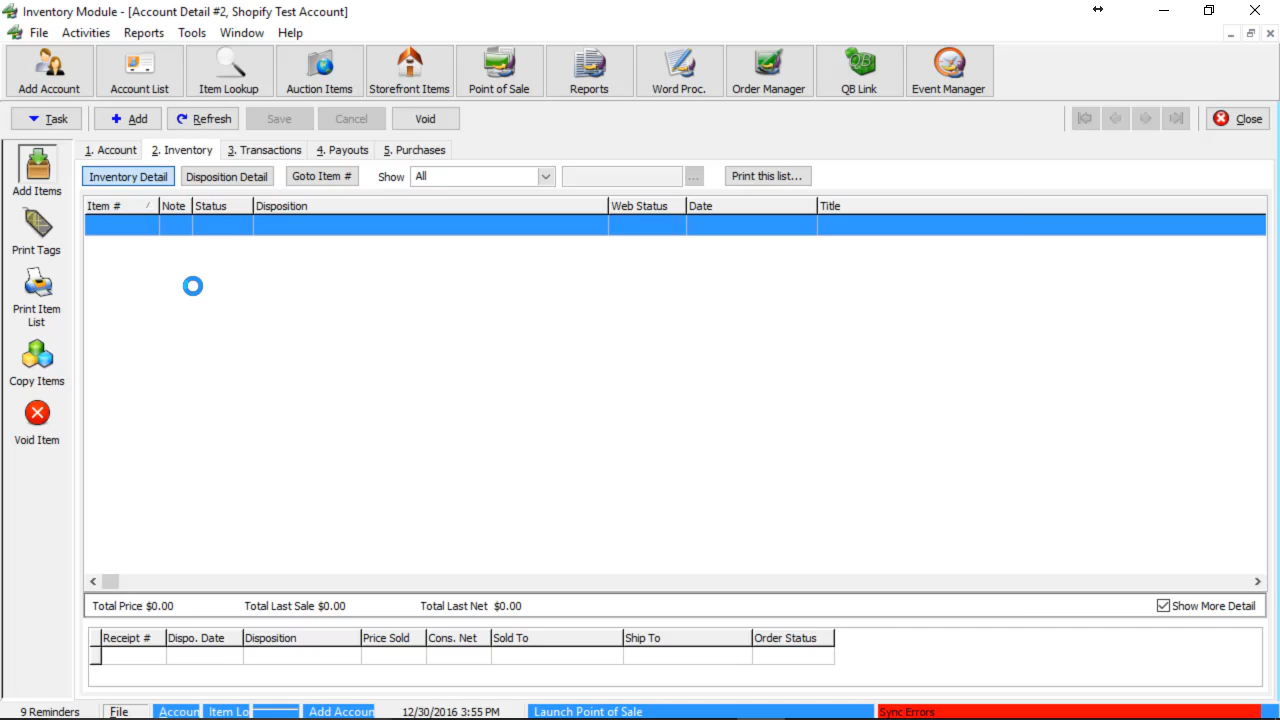 Inventory Module - [Account Detail #2, Shopify Test Account]
File Activities Reports Tools Window Help
Add Account Account List Item Lookup Auction Items Storefront Items Point of Sale Reports Word Proc. Order Manager QB Link Event Manager
Task Add Refresh Save Cancel Void Close
1. Account 2. Inventory 3. Transactions 4. Payouts 5. Purchases
Inventory Detail Disposition Detail Goto Item # Show All ... Print this list...
Item # Note Status Disposition Web Status Date Title
Add Items
Print Tags
Print Item
List
Copy Items
Void Item
Total Price $0.00 Total Last Sale $0.00 Total Last Net $0.00 Show More Detail
Receipt # Dispo. Date Disposition Price Sold Cons. Net Sold To Ship To Order Status
9 Reminders File Accoun Item Lo Add Accoun 12/30/2016 3:55 PM Launch Point of Sale Sync Errors